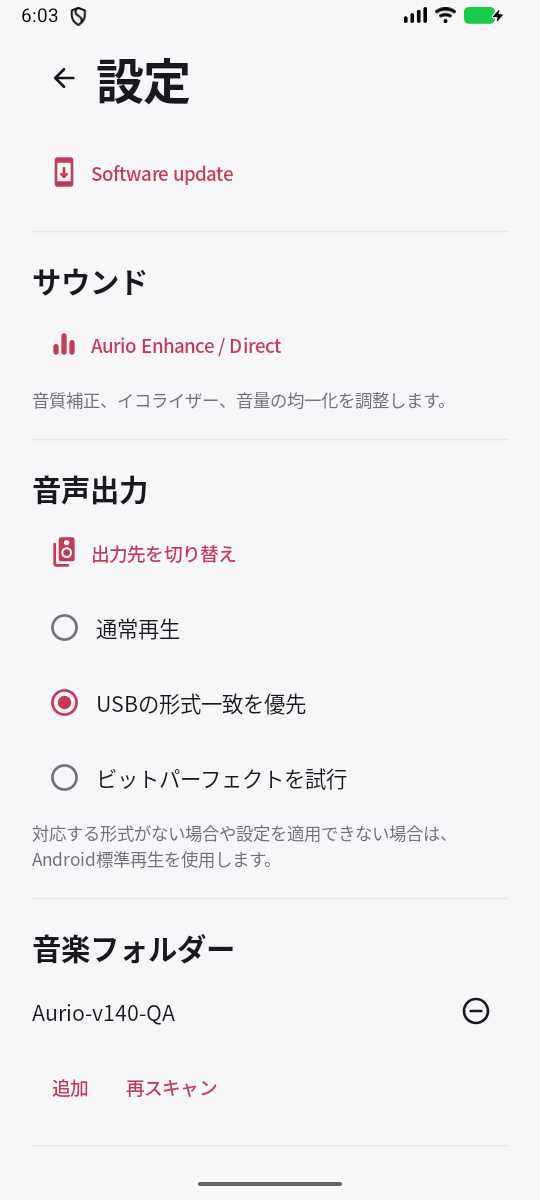 6:03
設定
Software update
サウンド
Aurio Enhance / Direct
音質補正、イコライザー、音量の均一化を調整します。
音声出力
出力先を切り替え
通常再生
USBの形式一致を優先
ビットパーフェクトを試行
対応する形式がない場合や設定を適用できない場合は、
Android標準再生を使用します。
音楽フォルダー
Aurio-v140-QA
追加 再スキャン